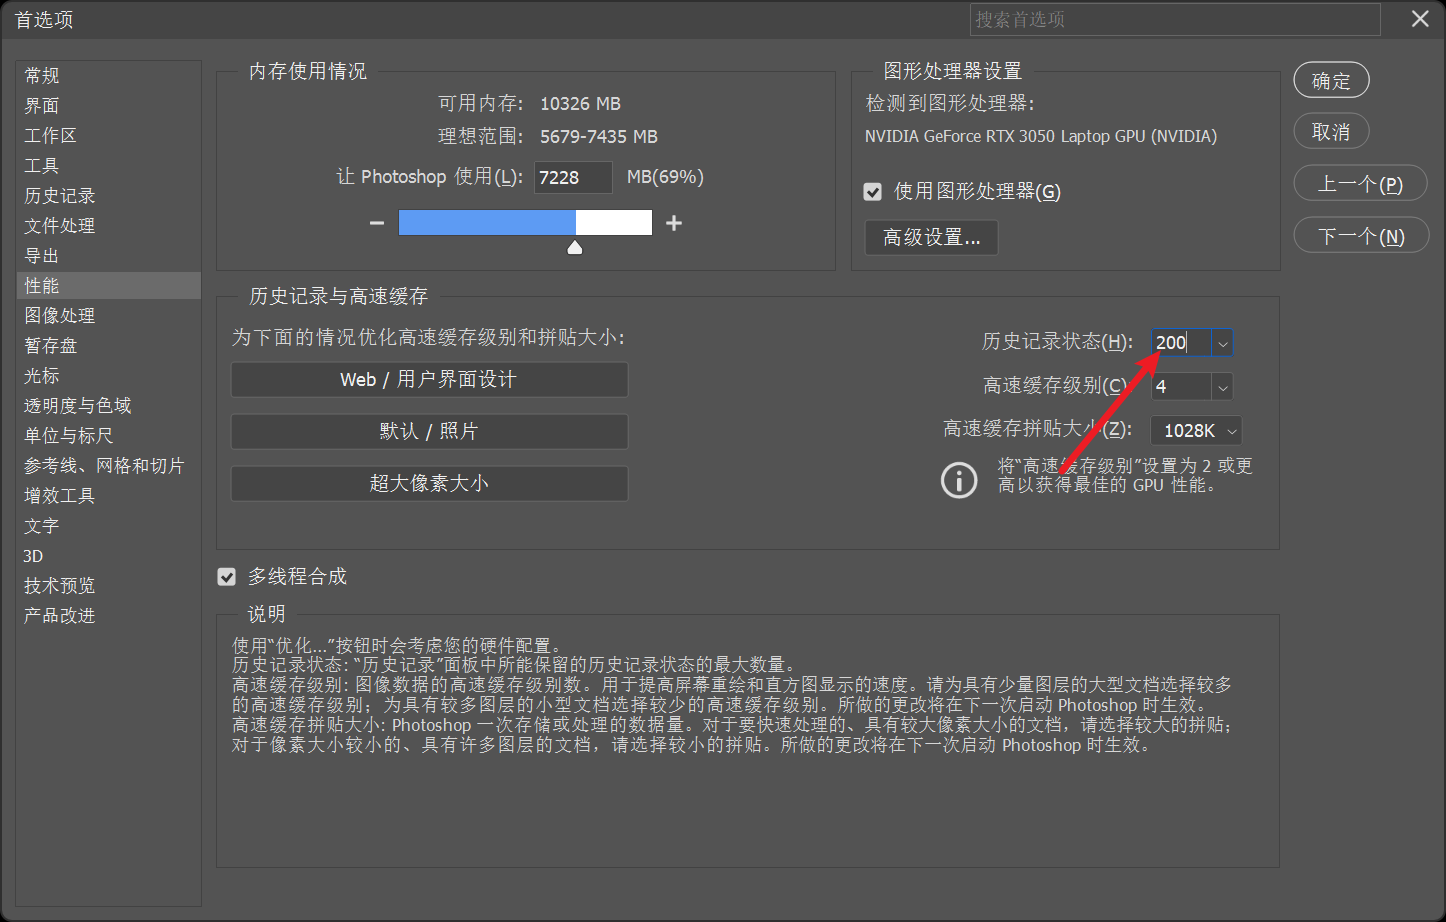 首选项
搜索首选项
常规
界面
工作区
工具
历史记录
文件处理
导出
性能
图像处理
暂存盘
光标
透明度与色域
单位与标尺
参考线、网格和切片
增效工具
文字
3D
技术预览
产品改进
内存使用情况
可用内存: 10326 MB
理想范围: 5679-7435 MB
让 Photoshop 使用(L): 7228 MB(69%)
图形处理器设置
检测到图形处理器:
NVIDIA GeForce RTX 3050 Laptop GPU (NVIDIA)
使用图形处理器(G)
高级设置...
确定
取消
上一个(P)
下一个(N)
历史记录与高速缓存
为下面的情况优化高速缓存级别和拼贴大小:
Web / 用户界面设计
默认 / 照片
超大像素大小
历史记录状态(H): 200
高速缓存级别(C): 4
高速缓存拼贴大小(Z): 1028K
将“高速缓存级别”设置为 2 或更
高以获得最佳的 GPU 性能。
多线程合成
说明
使用“优化...”按钮时会考虑您的硬件配置。
历史记录状态: “历史记录”面板中所能保留的历史记录状态的最大数量。
高速缓存级别: 图像数据的高速缓存级别数。用于提高屏幕重绘和直方图显示的速度。请为具有少量图层的大型文档选择较多
的高速缓存级别；为具有较多图层的小型文档选择较少的高速缓存级别。所做的更改将在下一次启动 Photoshop 时生效。
高速缓存拼贴大小: Photoshop 一次存储或处理的数据量。对于要快速处理的、具有较大像素大小的文档，请选择较大的拼贴；
对于像素大小较小的、具有许多图层的文档，请选择较小的拼贴。所做的更改将在下一次启动 Photoshop 时生效。